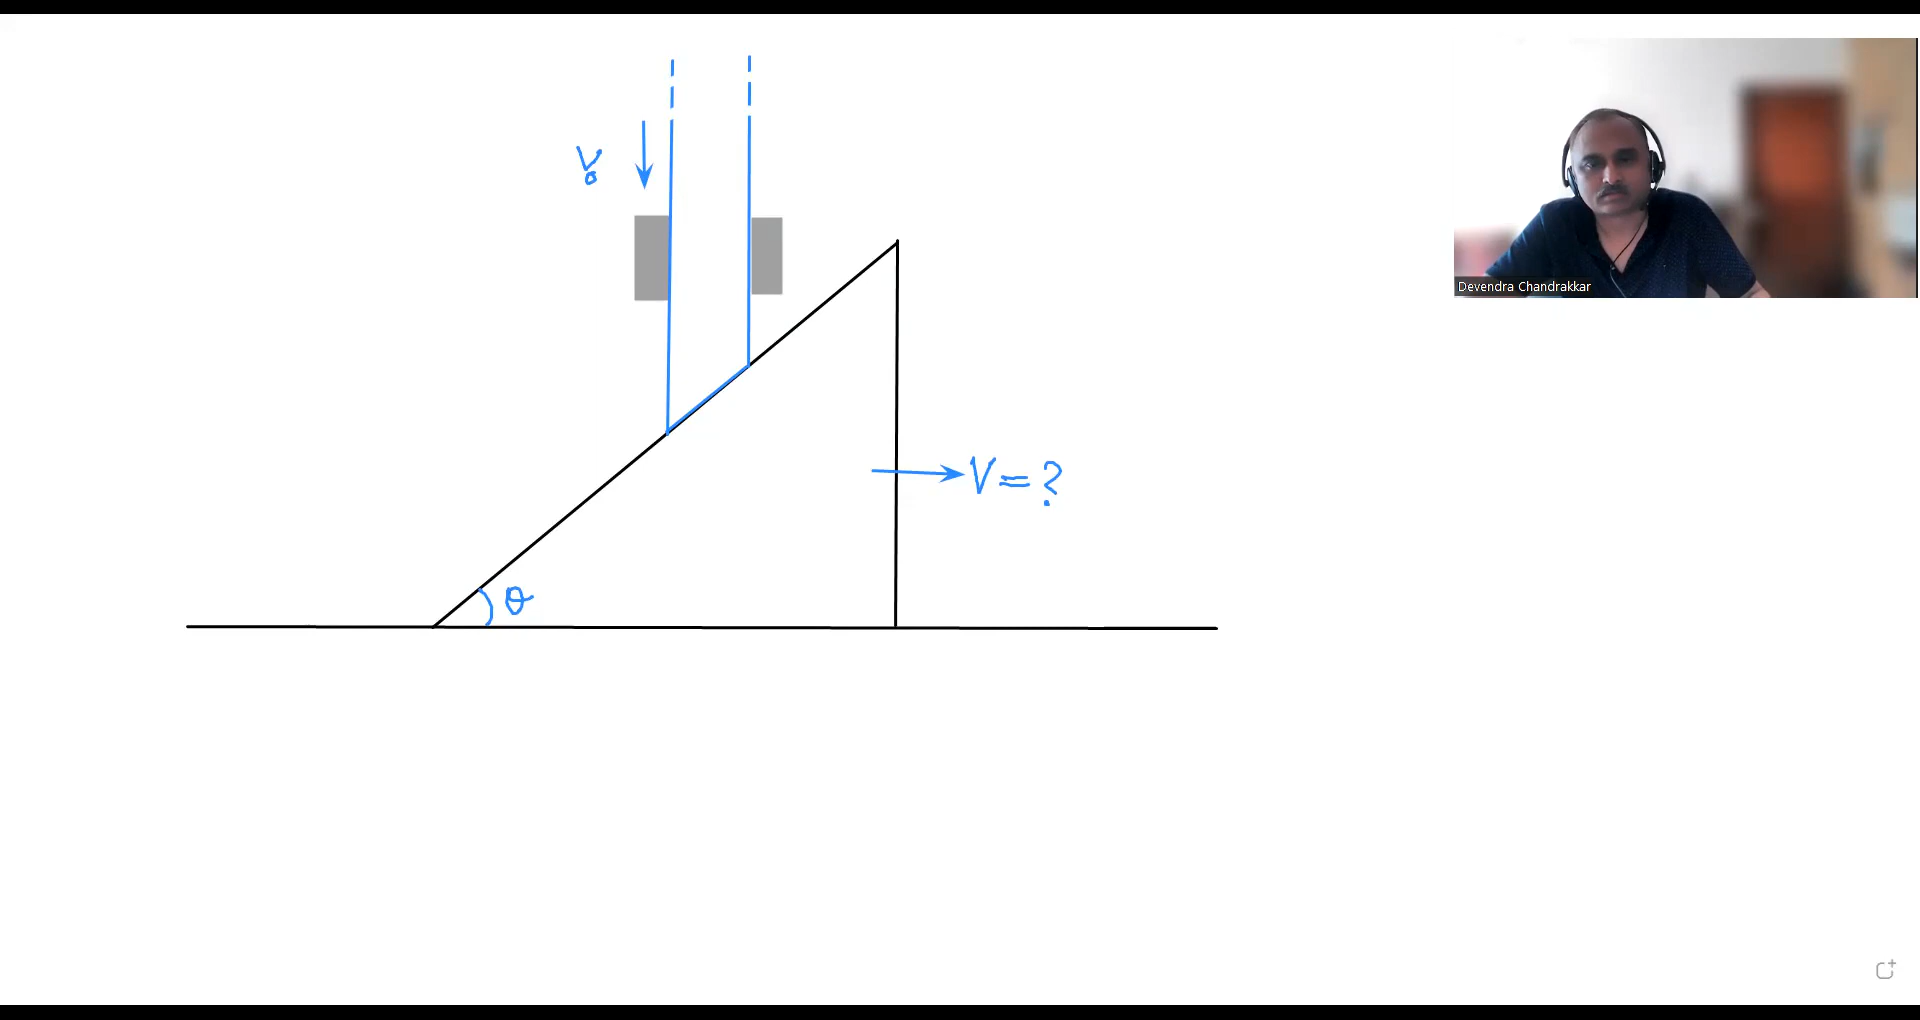 V₀
Devendra Chandrakkar
V = ?
θ